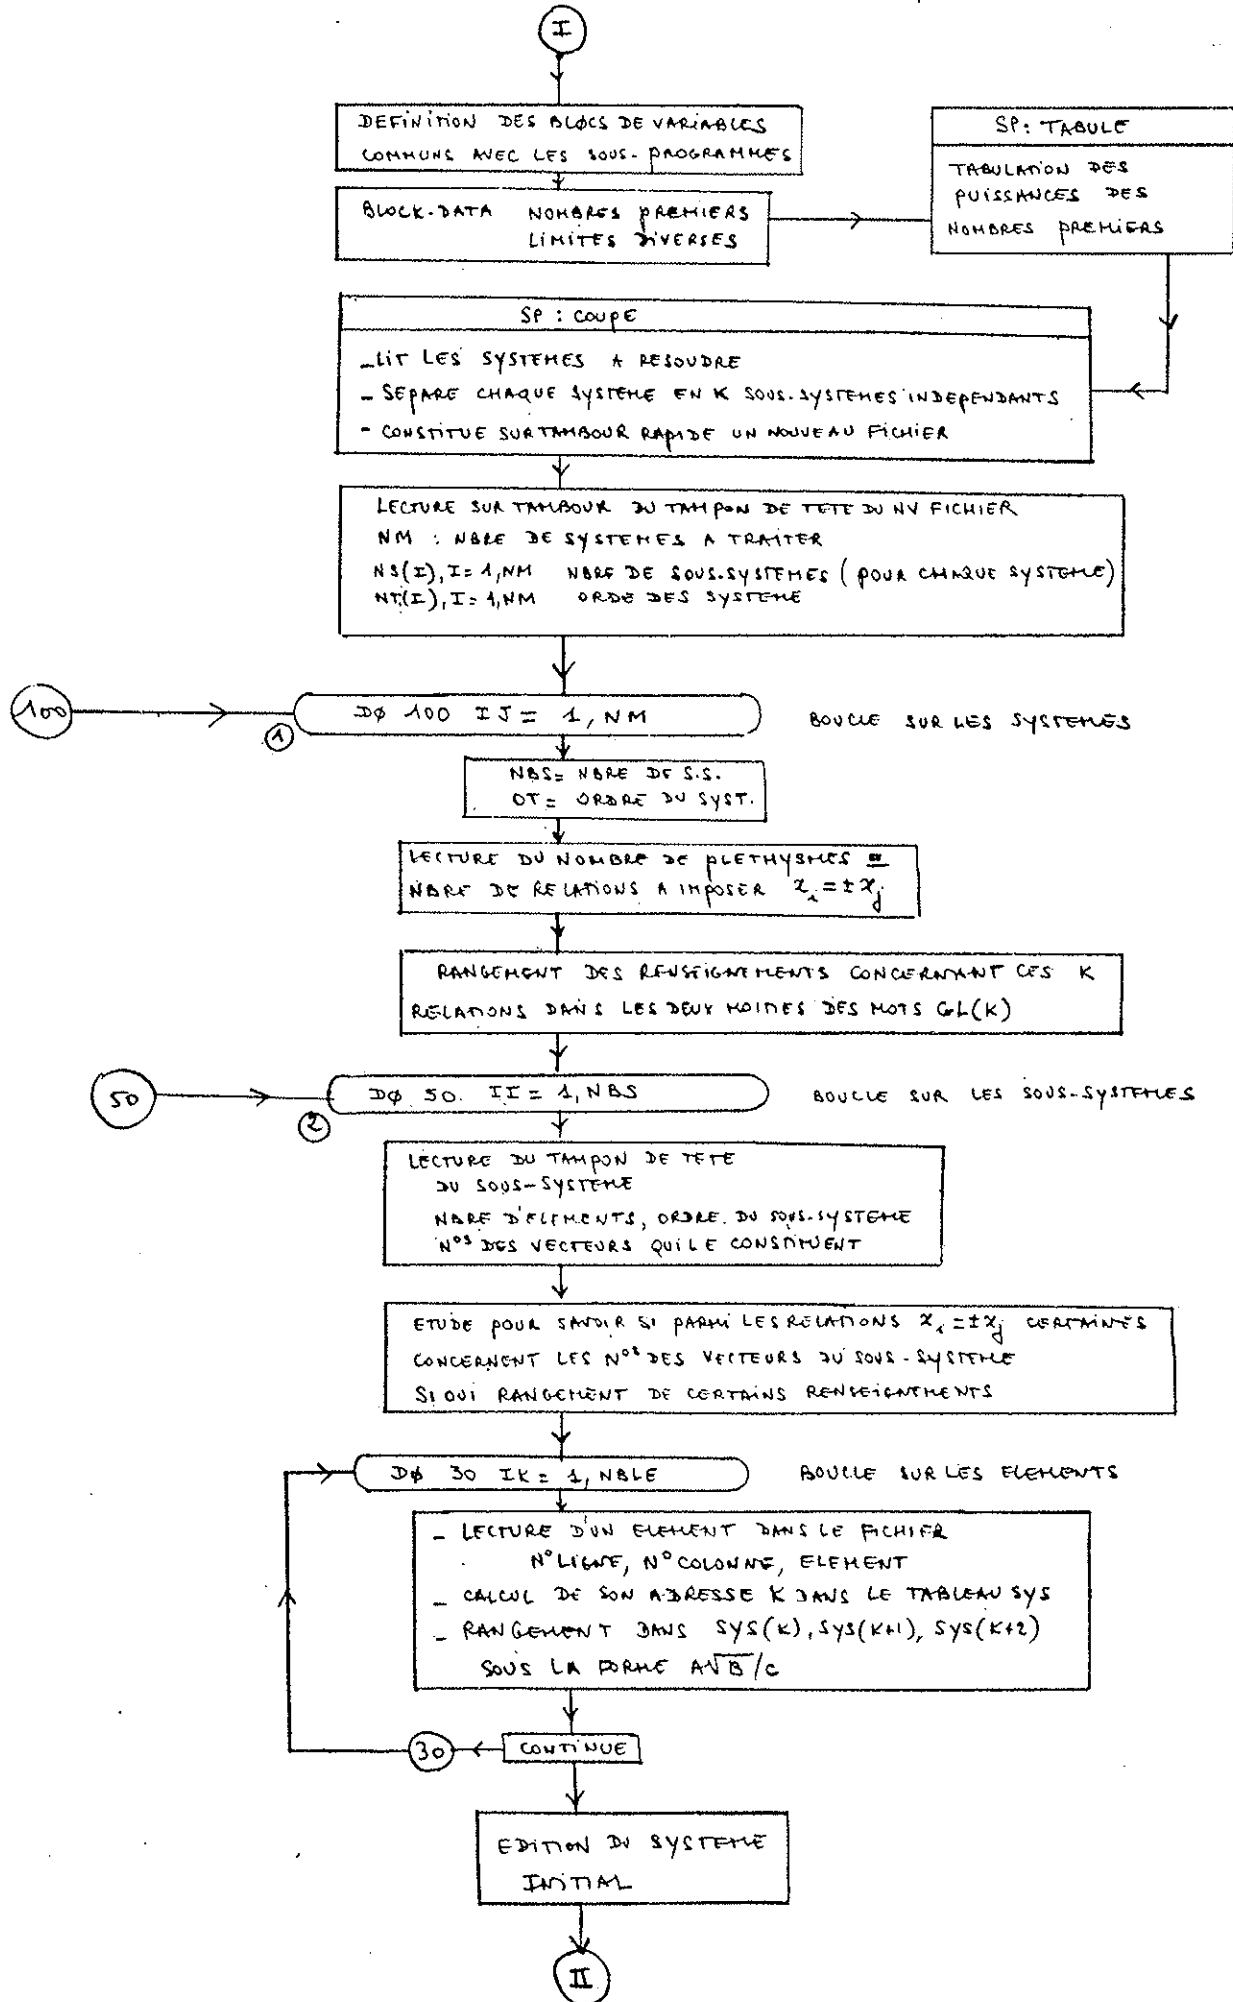 I
DEFINITION DES BLØCS DE VARIABLES
COMMUNS AVEC LES SOUS-PROGRAMMES
BLOCK-DATA NOMBRES PREMIERS
LIMITES DIVERSES
SP: TABULE
TABULATION DES
PUISSANCES DES
NOMBRES PREMIERS
SP : COUPE
- LIT LES SYSTEMES A RESOUDRE
- SEPARE CHAQUE SYSTEME EN K SOUS-SYSTEMES INDEPENDANTS
- CONSTITUE SUR TAMBOUR RAPIDE UN NOUVEAU FICHIER
LECTURE SUR TAMBOUR DU TAMPON DE TETE DU NV FICHIER
NM : NBRE DE SYSTEMES A TRAITER
NS(I), I=1,NM NBRE DE SOUS-SYSTEMES (POUR CHAQUE SYSTEME)
NT(I), I=1,NM ORDE DES SYSTEME
100
DØ 100 IJ = 1, NM
BOUCLE SUR LES SYSTEMES
1
NBS= NBRE DE S.S.
OT= ORDRE DU SYST.
LECTURE DU NOMBRE DE PLETHYSMES =
NBRE DE RELATIONS A IMPOSER x_i = ± x_j
RANGEMENT DES RENSEIGNEMENTS CONCERNANT CES K
RELATIONS DANS LES DEUX MOITIES DES MOTS GL(K)
50
DØ 50. II = 1, NBS
BOUCLE SUR LES SOUS-SYSTEMES
2
LECTURE DU TAMPON DE TETE
DU SOUS-SYSTEME
NBRE D'ELEMENTS, ORDRE. DU SOUS-SYSTEME
N°S DES VECTEURS QUI LE CONSTITUENT
ETUDE POUR SAVOIR SI PARMI LES RELATIONS x_i = ± x_j CERTAINES
CONCERNENT LES N°S DES VECTEURS DU SOUS-SYSTEME
SI OUI RANGEMENT DE CERTAINS RENSEIGNEMENTS
DØ 30 IK = 1, NBLE
BOUCLE SUR LES ELEMENTS
- LECTURE D'UN ELEMENT DANS LE FICHIER
N° LIGNE, N° COLONNE, ELEMENT
- CALCUL DE SON ADRESSE K DANS LE TABLEAU SYS
- RANGEMENT DANS SYS(K), SYS(K+1), SYS(K+2)
SOUS LA FORME A√B/C
30
CONTINUE
EDITION DU SYSTEME
INITIAL
II